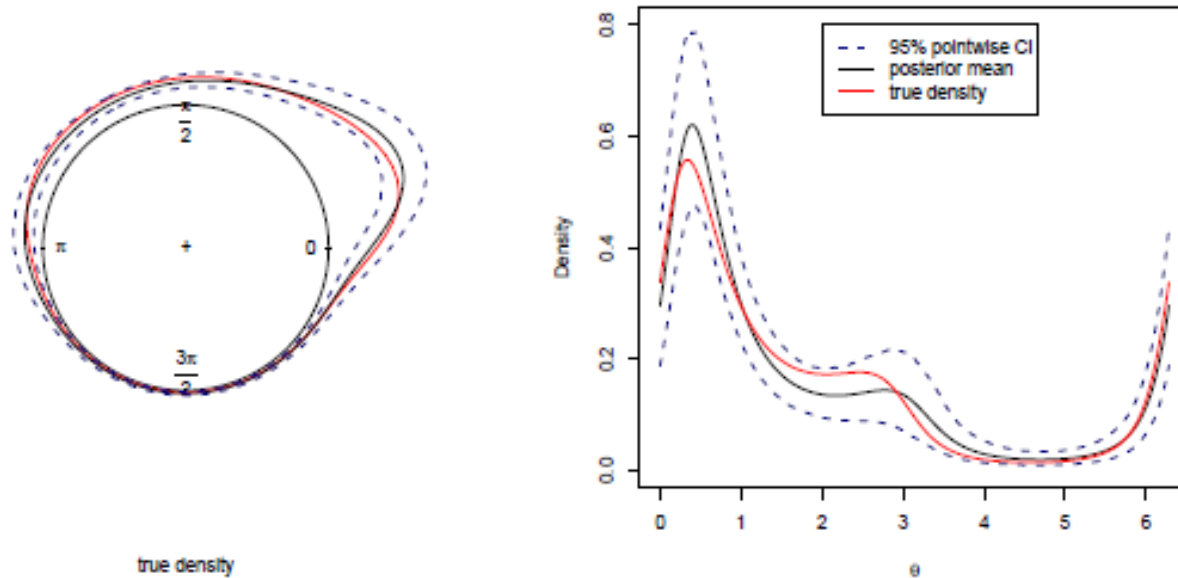 π
2
π
+
0
3π
2
true density
95% pointwise CI
posterior mean
true density
Density
0.8
0.6
0.4
0.2
0.0
0 1 2 3 4 5 6
θ